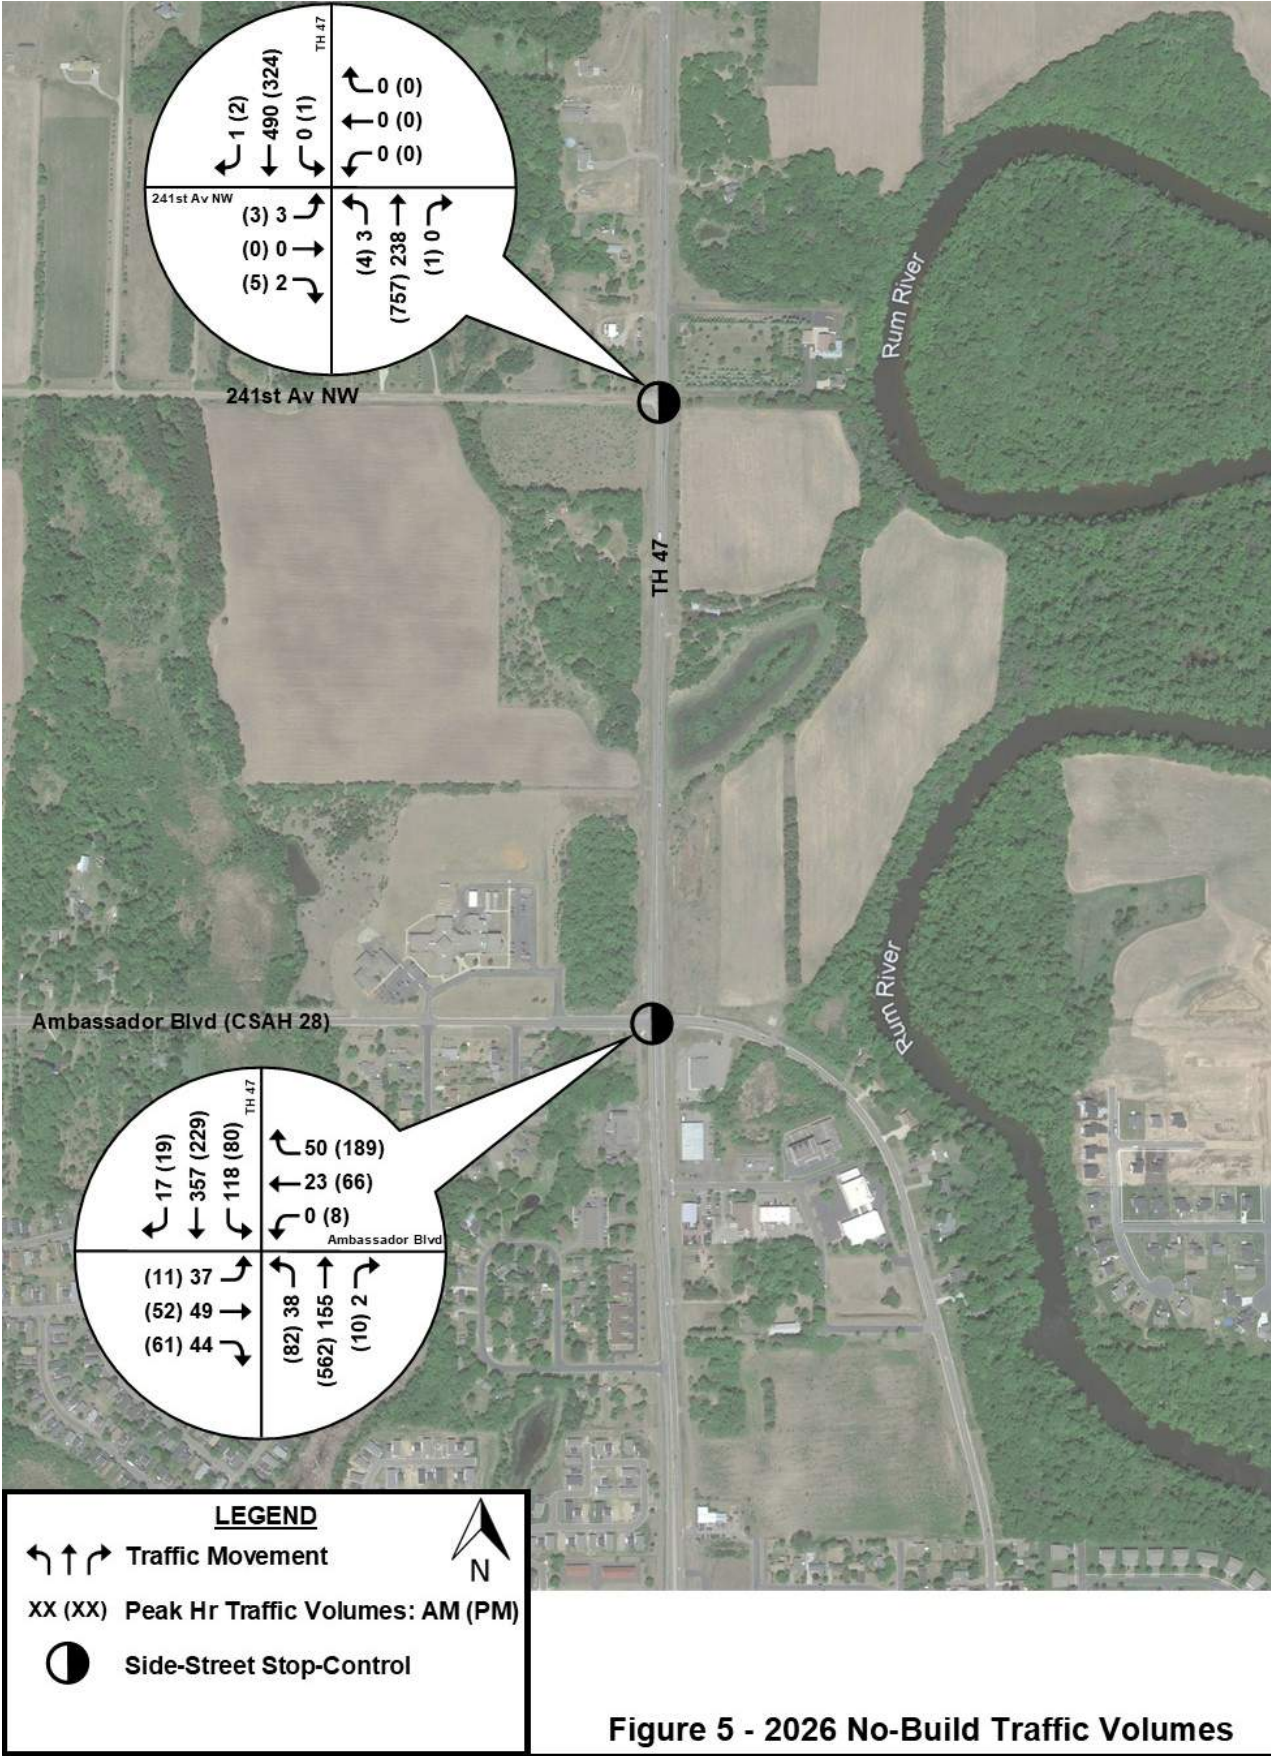 TH 47
1 (2)
490 (324)
0 (1)
0 (0)
0 (0)
0 (0)
241st Av NW
(3) 3
(0) 0
(5) 2
(4) 3
(757) 238
(1) 0
Rum River
241st Av NW
TH 47
Rum River
Ambassador Blvd (CSAH 28)
TH 47
17 (19)
357 (229)
118 (80)
50 (189)
23 (66)
0 (8)
Ambassador Blvd
(11) 37
(52) 49
(61) 44
(82) 38
(562) 155
(10) 2
LEGEND
Traffic Movement
N
XX (XX) Peak Hr Traffic Volumes: AM (PM)
Side-Street Stop-Control
Figure 5 - 2026 No-Build Traffic Volumes